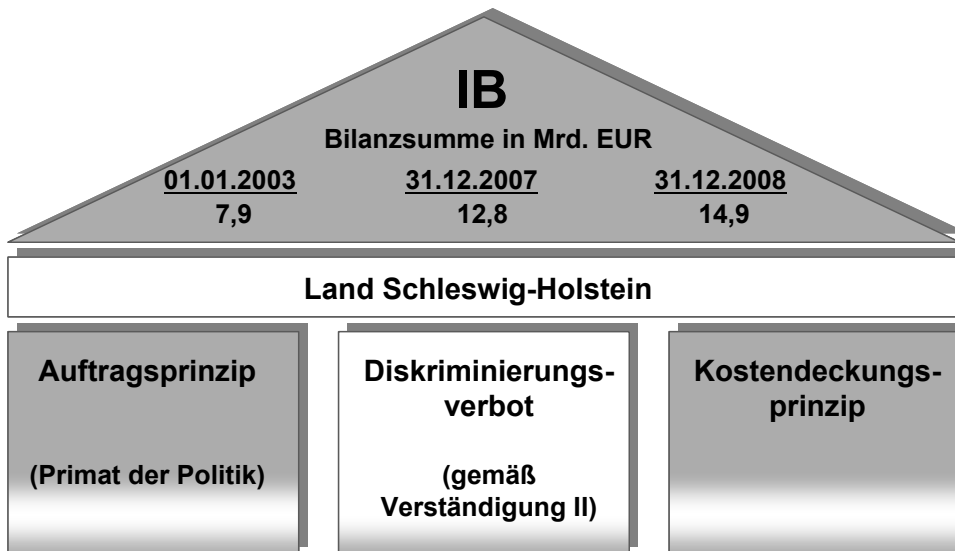 IB
Bilanzsumme in Mrd. EUR
01.01.2003 31.12.2007 31.12.2008
7,9 12,8 14,9
Land Schleswig-Holstein
Auftragsprinzip
(Primat der Politik)
Diskriminierungs-
verbot
(gemäß
Verständigung II)
Kostendeckungs-
prinzip